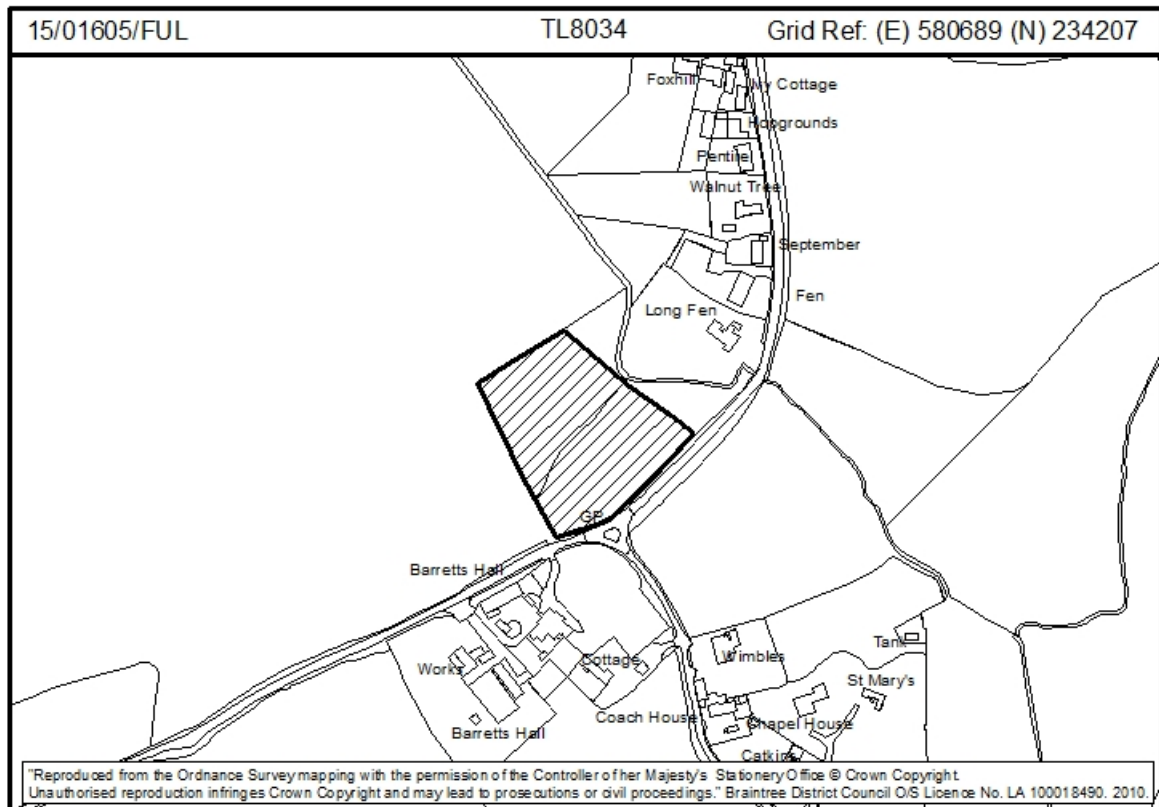 15/01605/FUL TL8034 Grid Ref: (E) 580689 (N) 234207
Foxhill
Ivy Cottage
Hopgrounds
Pentire
Walnut Tree
September
Fen
Long Fen
GP
Barretts Hall
Works
Cottage
Wimbles
Tank
St Mary's
Coach House
Chapel House
Barretts Hall
Catkins
"Reproduced from the Ordnance Survey mapping with the permission of the Controller of her Majesty's Stationery Office © Crown Copyright.
Unauthorised reproduction infringes Crown Copyright and may lead to prosecutions or civil proceedings." Braintree District Council O/S Licence No. LA 100018490. 2010.